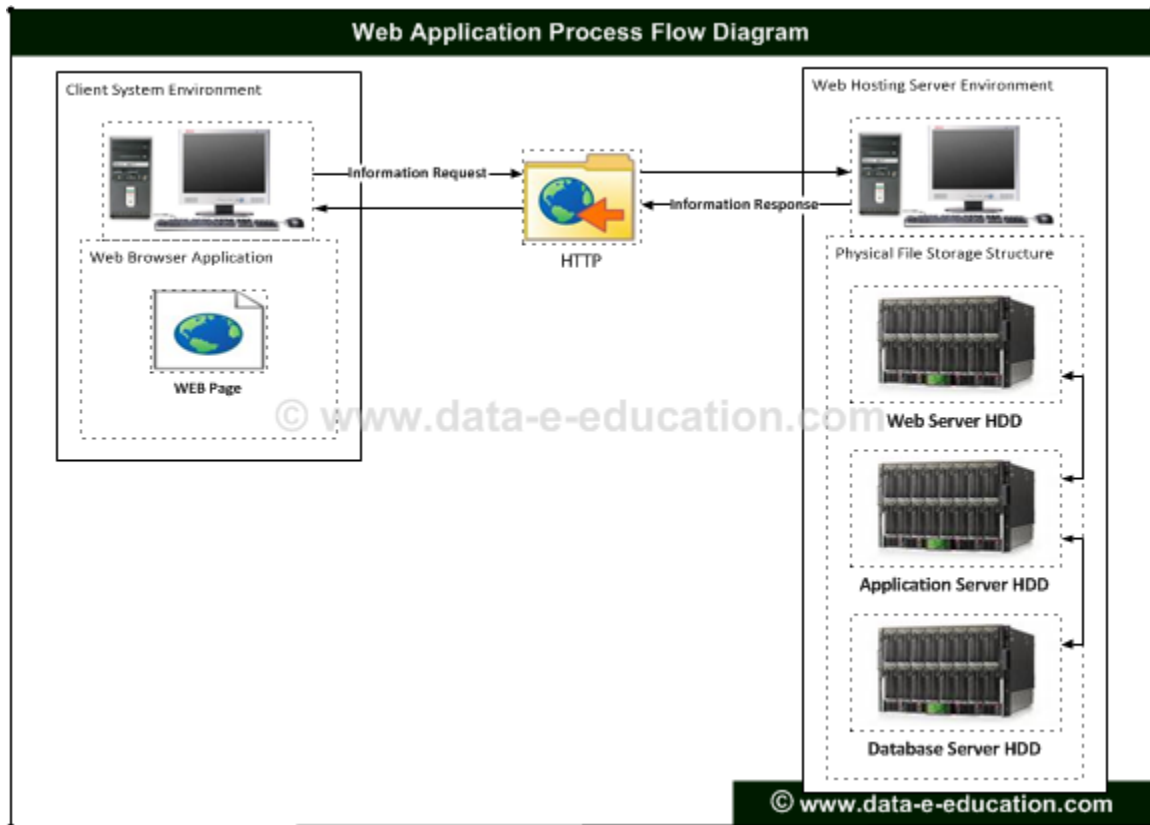 Web Application Process Flow Diagram
Client System Environment
Web Hosting Server Environment
Information Request
Information Response
HTTP
Web Browser Application
WEB Page
Physical File Storage Structure
Web Server HDD
Application Server HDD
Database Server HDD
© www.data-e-education.com
© www.data-e-education.com